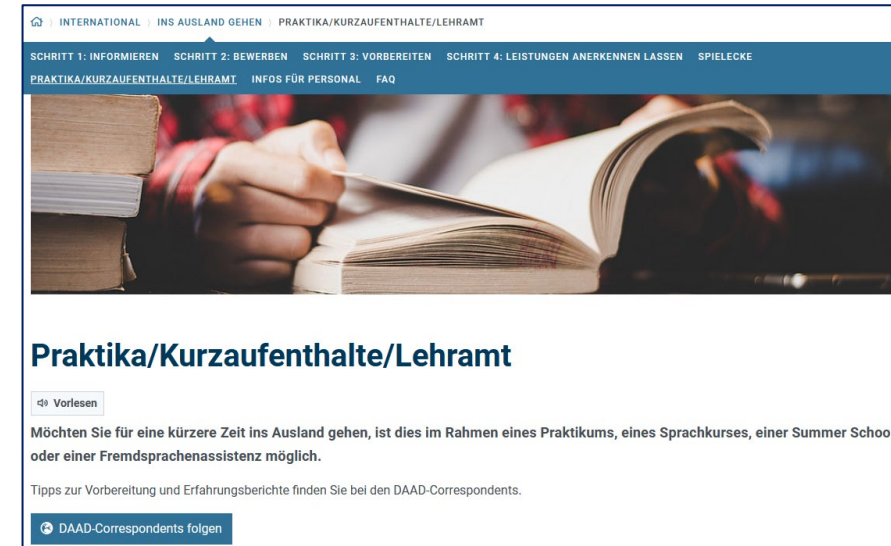 INTERNATIONAL INS AUSLAND GEHEN PRAKTIKA/KURZAUFENTHALTE/LEHRAMT
SCHRITT 1: INFORMIEREN SCHRITT 2: BEWERBEN SCHRITT 3: VORBEREITEN SCHRITT 4: LEISTUNGEN ANERKENNEN LASSEN SPIELECKE
PRAKTIKA/KURZAUFENTHALTE/LEHRAMT INFOS FÜR PERSONAL FAQ
Praktika/Kurzaufenthalte/Lehramt
Vorlesen
Möchten Sie für eine kürzere Zeit ins Ausland gehen, ist dies im Rahmen eines Praktikums, eines Sprachkurses, einer Summer Schoo
oder einer Fremdsprachenassistenz möglich.
Tipps zur Vorbereitung und Erfahrungsberichte finden Sie bei den DAAD-Correspondents.
DAAD-Correspondents folgen